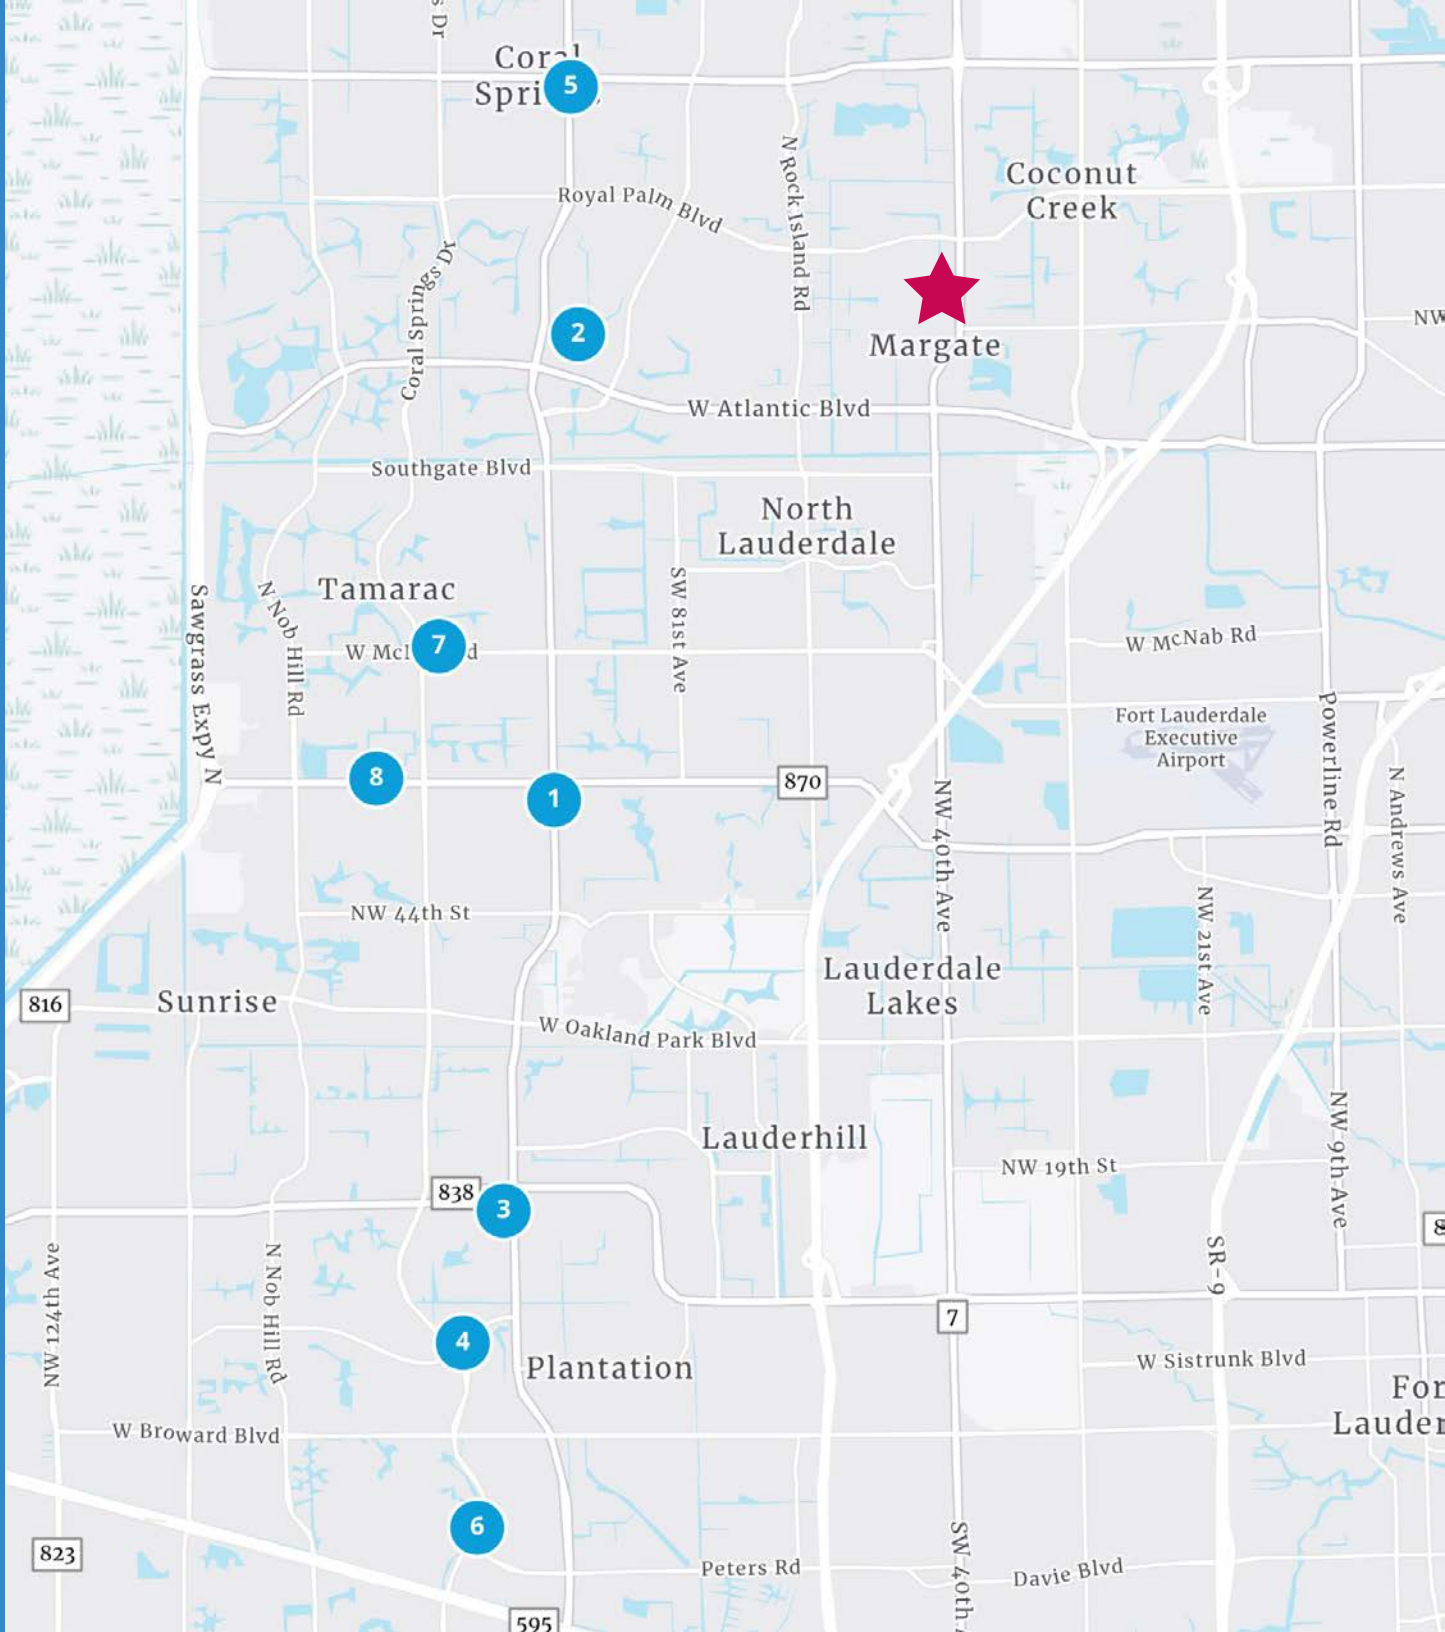 s Dr
Coral
Spri
5
N Rock Island Rd
Royal Palm Blvd
Coconut
Creek
Coral Springs Dr
2
NW
Margate
W Atlantic Blvd
Southgate Blvd
North
Lauderdale
Sawgrass Expy N
N Nob Hill Rd
Tamarac
SW 81st Ave
7
W McNab Rd
Fort Lauderdale
Executive
Airport
Powerline Rd
N Andrews Ave
8
1
870
NW 40th Ave
NW 44th St
NW 21st Ave
Lauderdale
Lakes
816
Sunrise
W Oakland Park Blvd
Lauderhill
NW 9th Ave
NW 19th St
838
3
8
NW 124th Ave
N Nob Hill Rd
SR-9
7
4
Plantation
W Sistrunk Blvd
For
Lauder
W Broward Blvd
6
823
Peters Rd
SW 40th
Davie Blvd
595